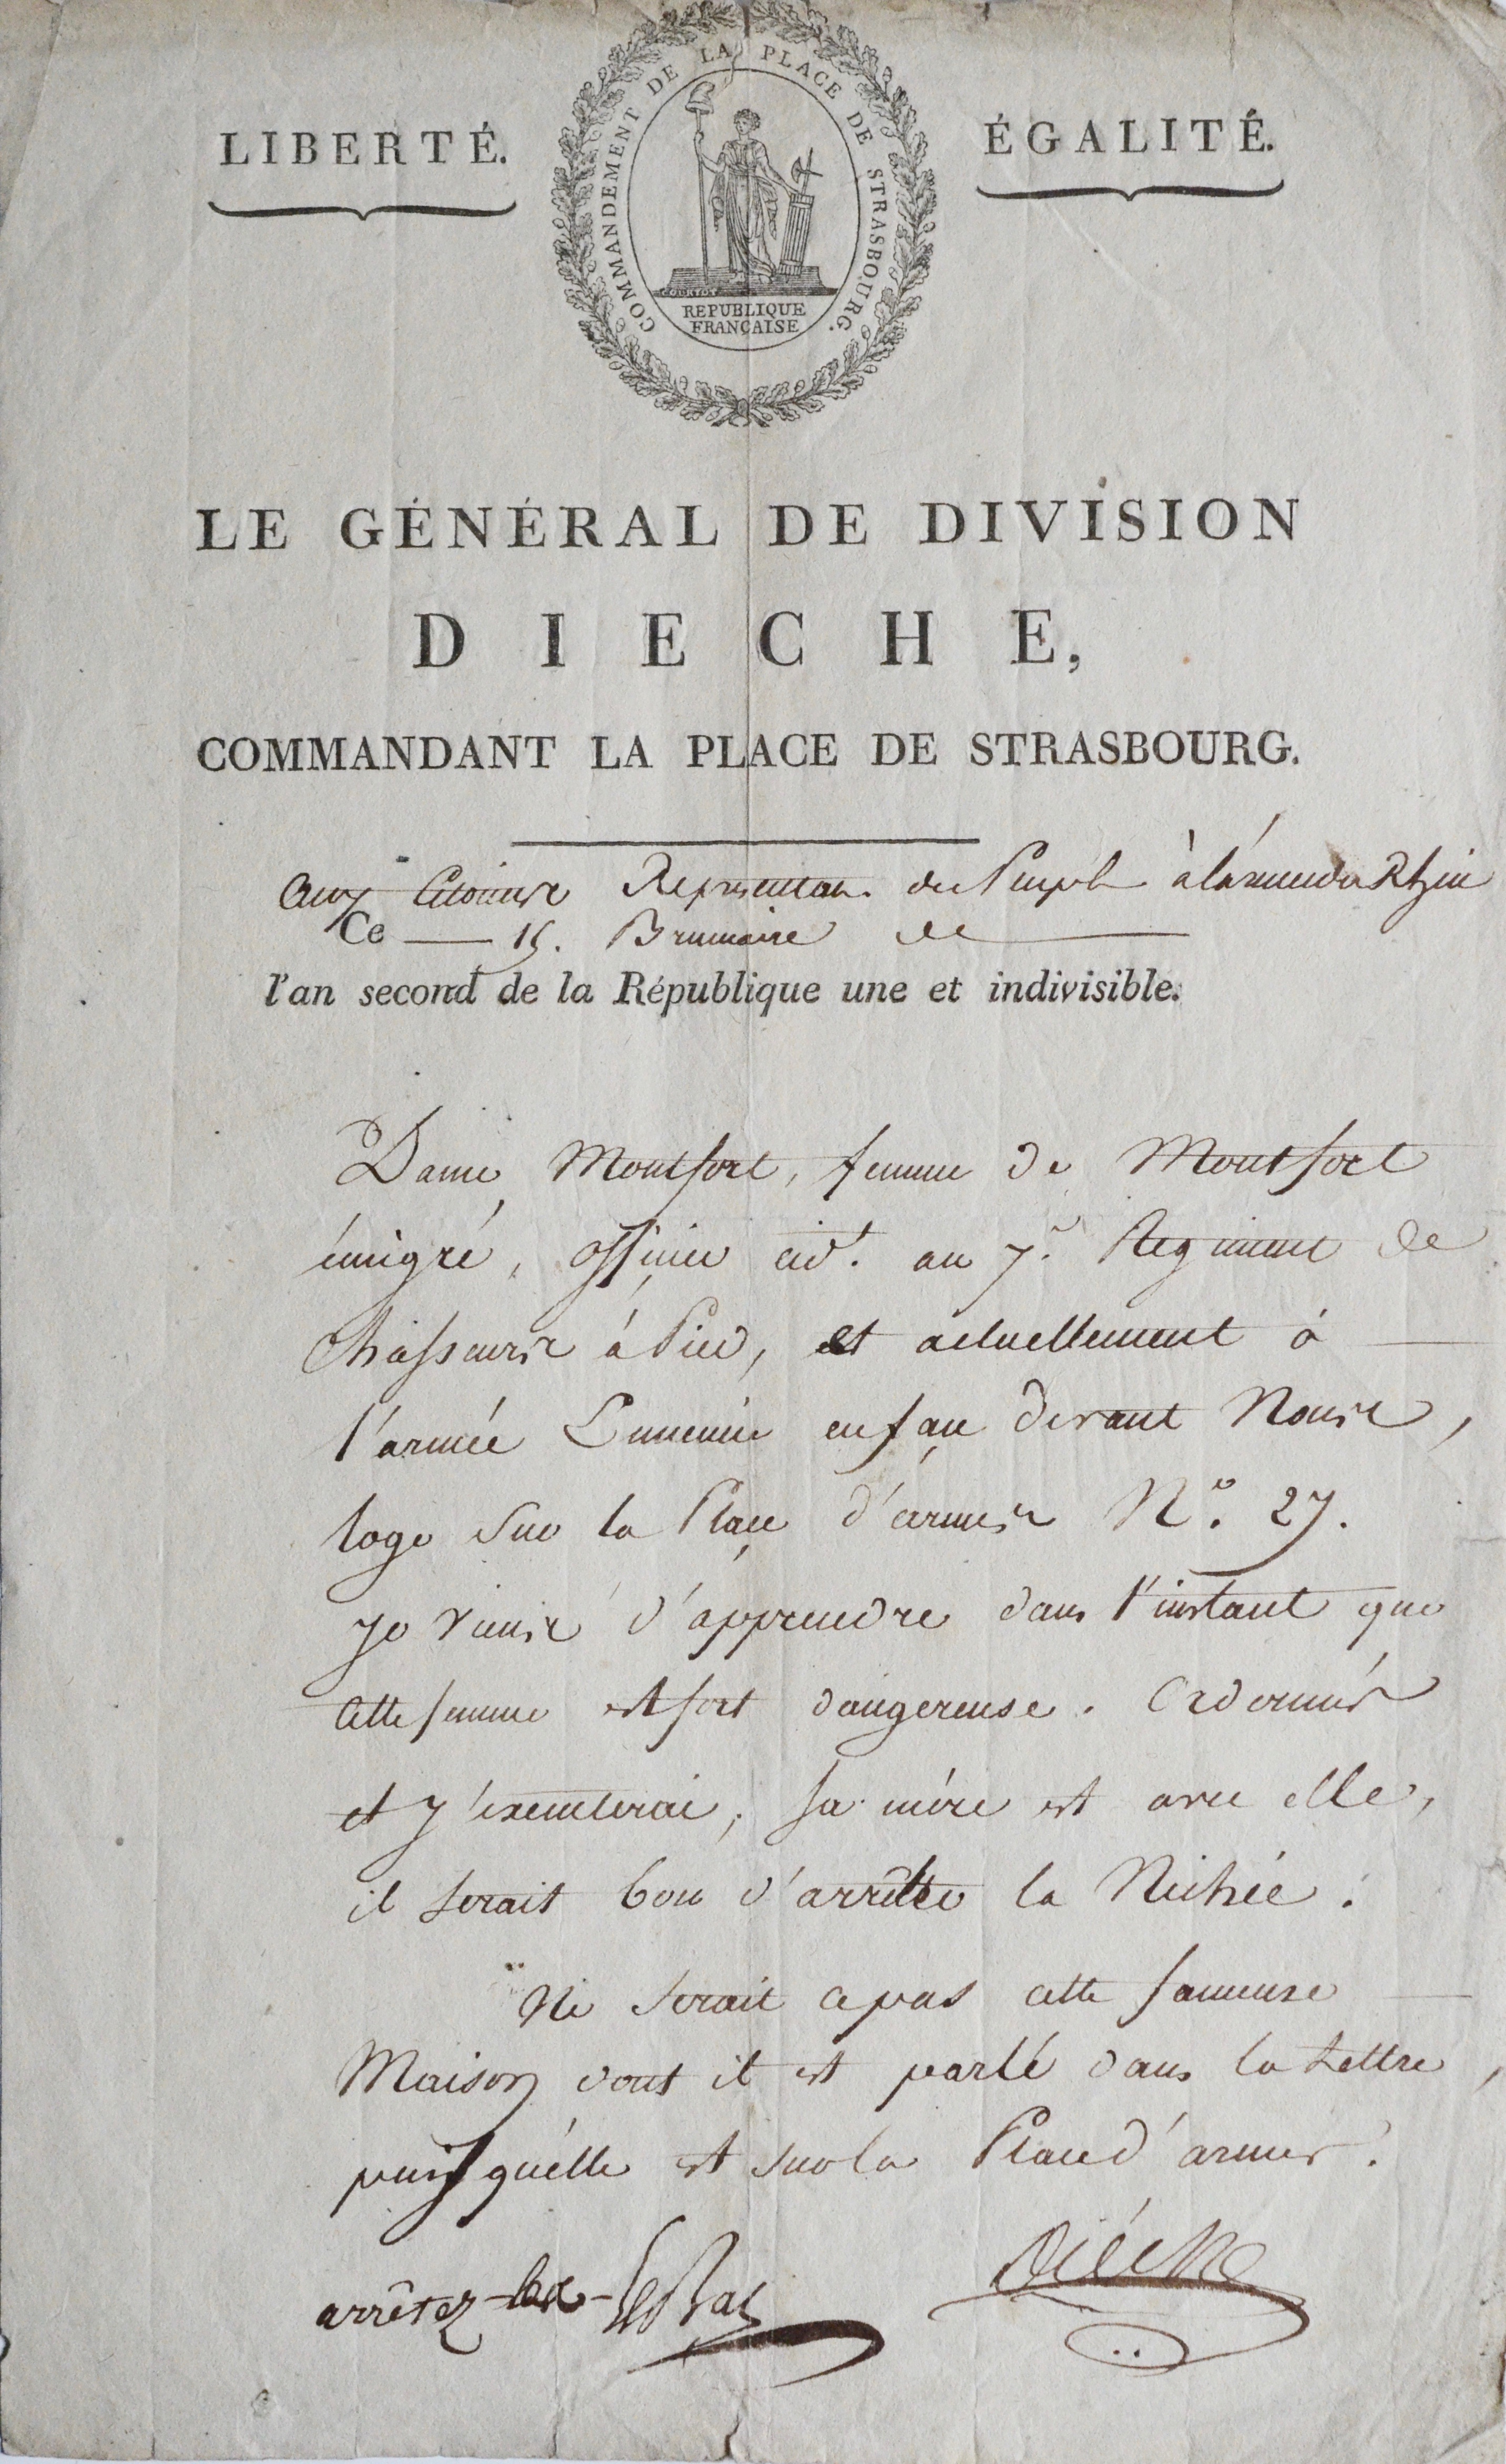 LIBERTÉ.
COMMANDEMENT DE LA PLACE DE STRASBOURG.
ÉGALITÉ.
REPUBLIQUE
FRANÇAISE
LE GÉNÉRAL DE DIVISION
DIECHE,
COMMANDANT LA PLACE DE STRASBOURG.
Aux Citoiens Représentans du Peuple à l'armée du Rhin
Ce 15. Brumaire de
l'an second de la République une et indivisible.
Dame Montfort, femme de Montfort
émigré, officier cid.t au 7.e Régiment de
Chasseurs à Pied, et actuellement à
l'armée Ennemie en face devant Nous,
loge sur la Place d'armes N.o 27.
je viens d'apprendre dans l'instant que
cette femme est fort dangereuse. Ordonnés
et j'exécuterai, sa mère est avec elle,
il serait bon d'arrêter la Nichée.
Ne serait ce pas cette fameuse
Maison dont il est parlé dans la Lettre,
puisqu'elle est sur la Place d'armes.
arrêtez-les
Diéche